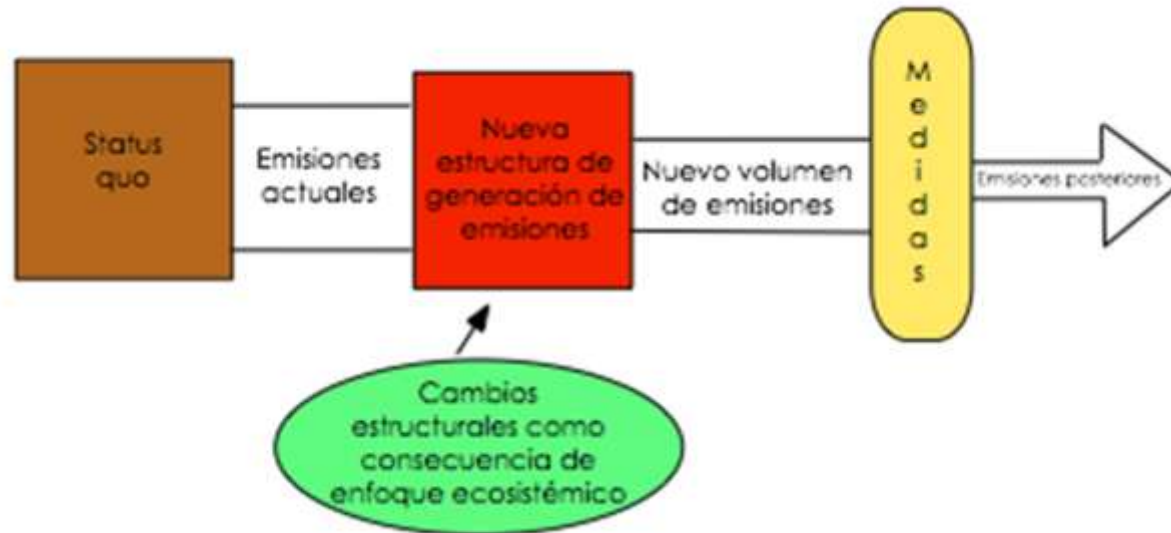 Status
quo
Emisiones
actuales
Nueva
estructura de
generación de
emisiones
Nuevo volumen
de emisiones
Medidas
Emisiones posteriores
Cambios
estructurales como
consecuencia de
enfoque ecosistémico